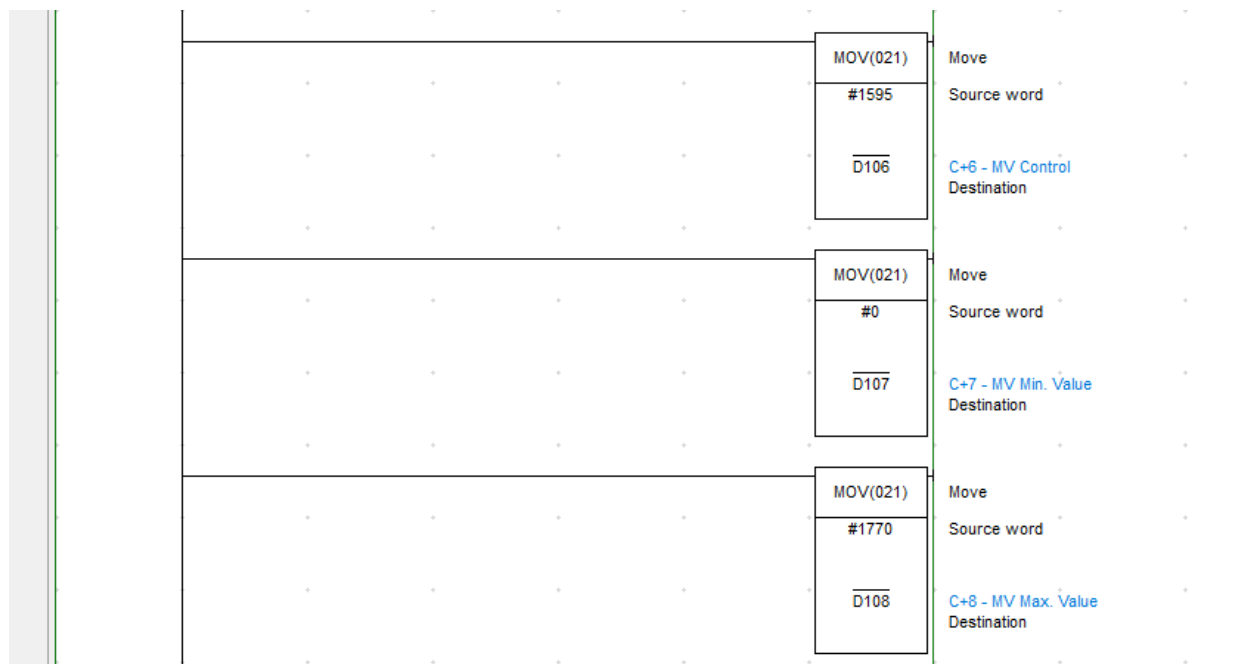 MOV(021) Move
#1595 Source word
D106 C+6 - MV Control
Destination
MOV(021) Move
#0 Source word
D107 C+7 - MV Min. Value
Destination
MOV(021) Move
#1770 Source word
D108 C+8 - MV Max. Value
Destination